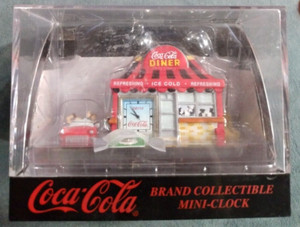 Coca-Cola
DINER
REFRESHING · ICE COLD · REFRESHING
Coca-Cola
BRAND COLLECTIBLE
MINI-CLOCK